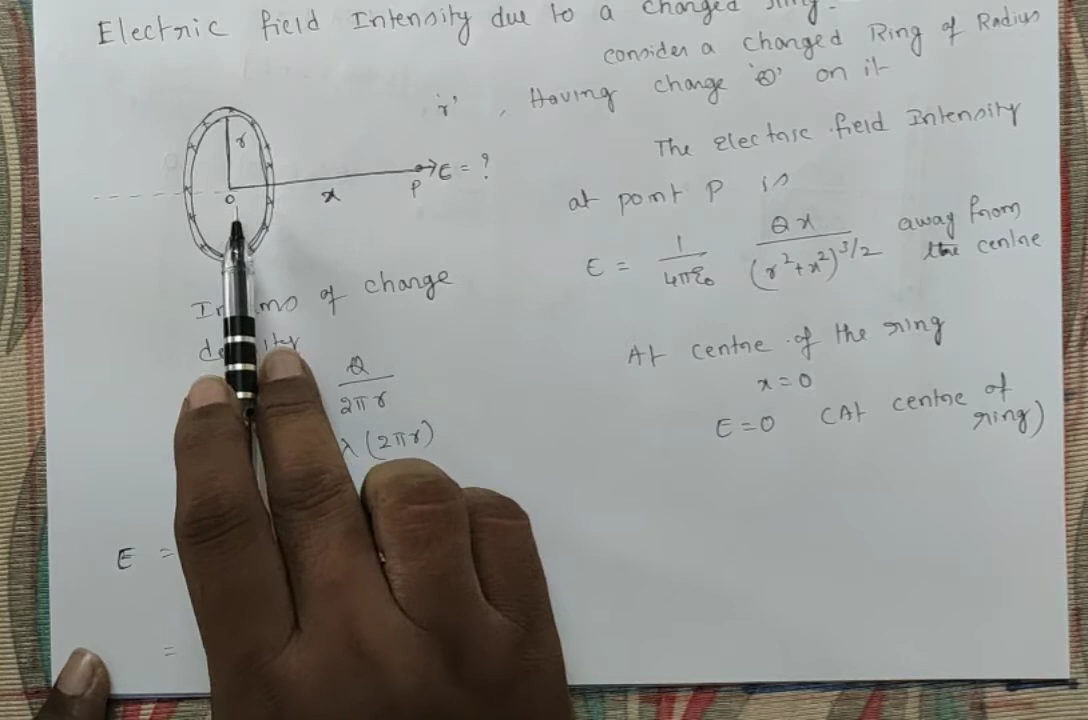 Electric field Intensity due to a charged ring.
consider a charged Ring of Radius
'r', Having charge 'Q' on it
The electric field Intensity
at point P is
E = 1/4πε₀ Qx/(r²+x²)^3/2 away from the centre
r
o
x
P
E = ?
In of charge
Q/2πr
λ(2πr)
At centre of the ring
x = 0
E = 0 (At centre of ring)
E =
=